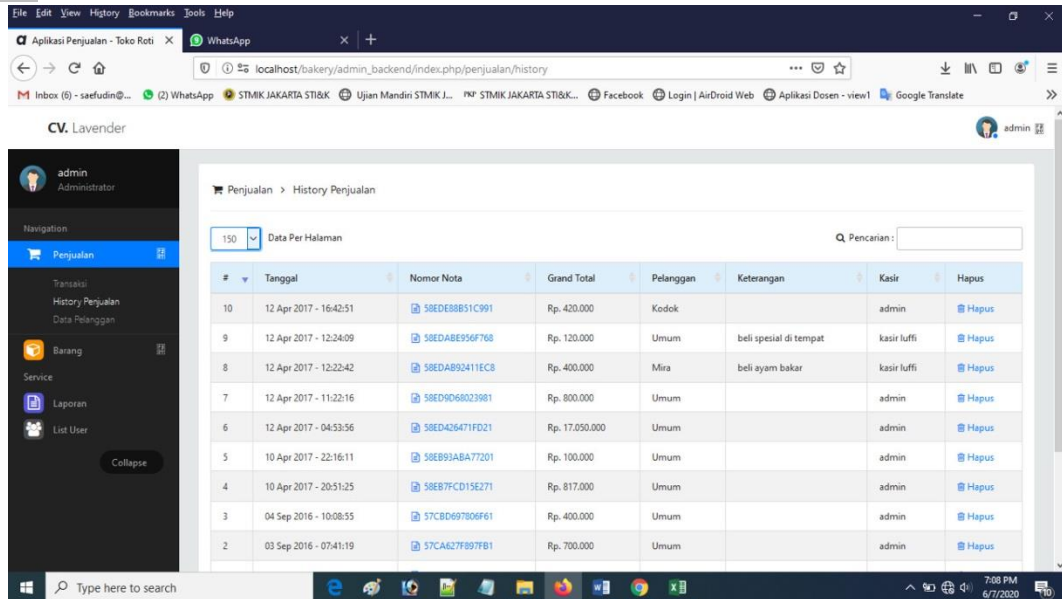 File Edit View History Bookmarks Tools Help
Aplikasi Penjualan - Toko Roti
WhatsApp
localhost/bakery/admin_backend/index.php/penjualan/history
Inbox (6) - saefudin@... (2) WhatsApp STMIK JAKARTA STI&K Ujian Mandiri STMIK J... STMIK JAKARTA STI&K... Facebook Login | AirDroid Web Aplikasi Dosen - view1 Google Translate
CV. Lavender
admin
admin
Administrator
Navigation
Penjualan
Transaksi
History Penjualan
Data Pelanggan
Barang
Service
Laporan
List User
Collapse
Penjualan > History Penjualan
150 Data Per Halaman
Pencarian :
# Tanggal Nomor Nota Grand Total Pelanggan Keterangan Kasir Hapus
10 12 Apr 2017 - 16:42:51 58EDE88B51C991 Rp. 420.000 Kodok admin Hapus
9 12 Apr 2017 - 12:24:09 58EDABE956F768 Rp. 120.000 Umum beli spesial di tempat kasir luffi Hapus
8 12 Apr 2017 - 12:22:42 58EDAB92411EC8 Rp. 400.000 Mira beli ayam bakar kasir luffi Hapus
7 12 Apr 2017 - 11:22:16 58ED9D68023981 Rp. 800.000 Umum admin Hapus
6 12 Apr 2017 - 04:53:56 58ED426471FD21 Rp. 17.050.000 Umum admin Hapus
5 10 Apr 2017 - 22:16:11 58EB93ABA77201 Rp. 100.000 Umum admin Hapus
4 10 Apr 2017 - 20:51:25 58EB7FCD15E271 Rp. 817.000 Umum admin Hapus
3 04 Sep 2016 - 10:08:55 57CBD697806F61 Rp. 400.000 Umum admin Hapus
2 03 Sep 2016 - 07:41:19 57CA627F897FB1 Rp. 700.000 Umum admin Hapus
Type here to search
7:08 PM
6/7/2020